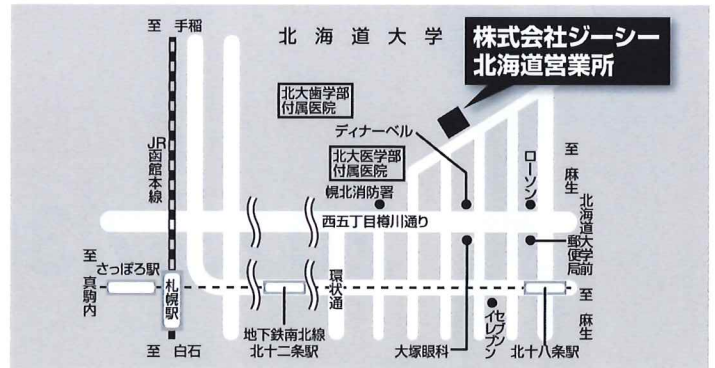 至 手稲
北海道大学
株式会社ジーシー
北海道営業所
北大歯学部
付属医院
ディナーベル
JR函館本線
北大医学部
付属医院
ローソン
至 麻生
幌北消防署
西五丁目樽川通り
北海道大学前
郵便局
至 真駒内
さっぽろ駅
札幌駅
環状通
至 麻生
地下鉄南北線
北十二条駅
セブン
イレブン
至 白石
大塚眼科
北十八条駅